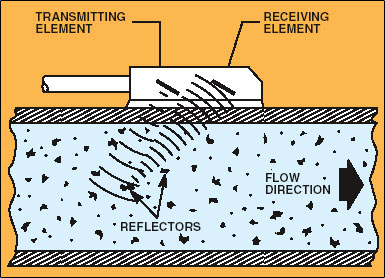 TRANSMITTING
ELEMENT
RECEIVING
ELEMENT
FLOW
DIRECTION
REFLECTORS